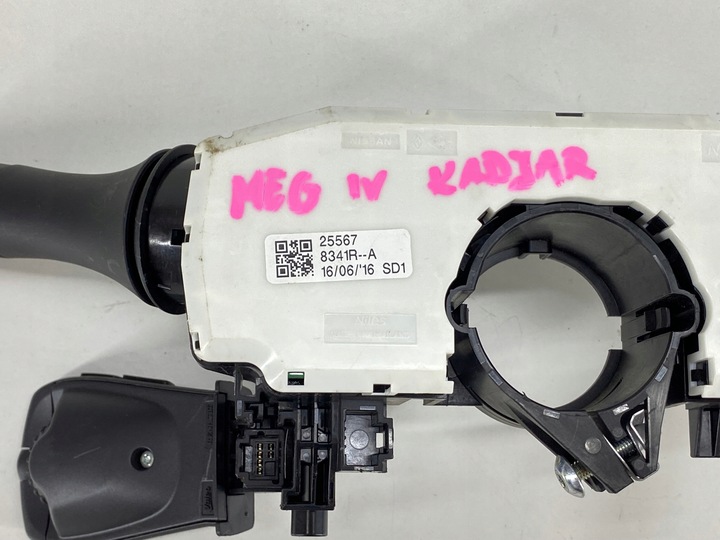 MEG IV KADJAR
25567
8341R--A
16/06/'16 SD1